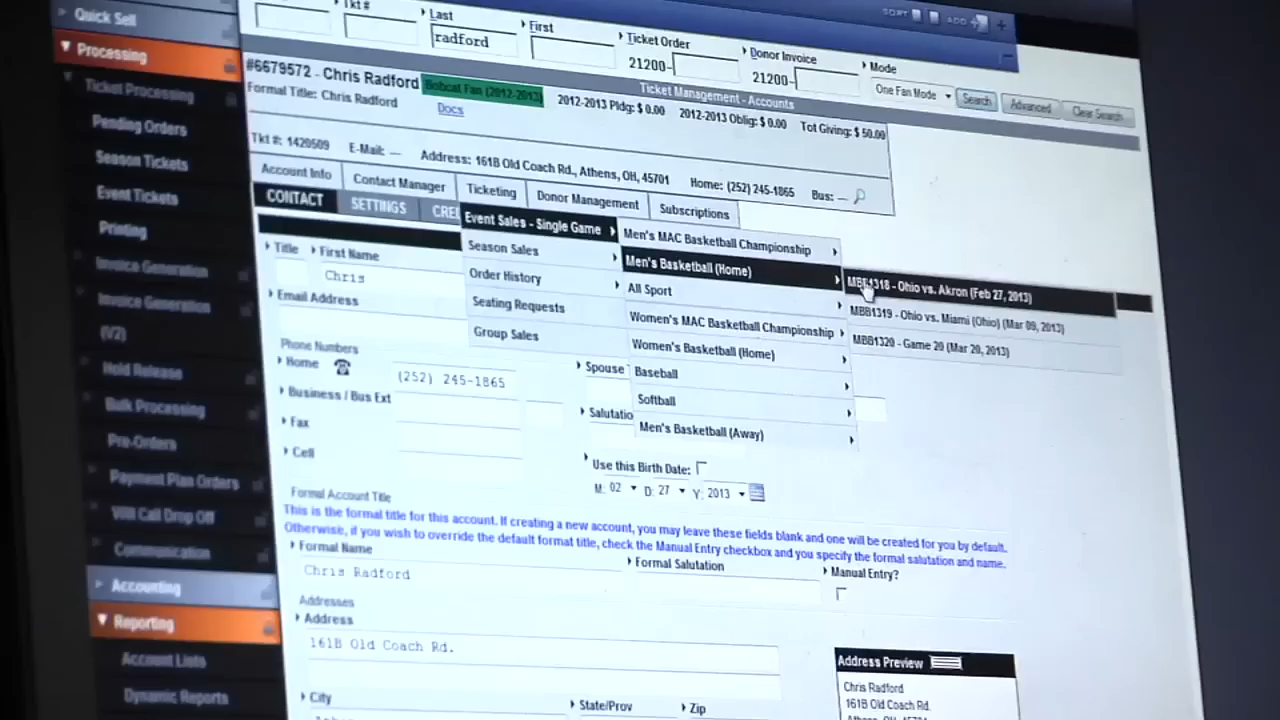 Quick Sell
Processing
Ticket Processing
Pending Orders
Season Tickets
Event Tickets
Printing
Invoice Generation
Invoice Generation
(V2)
Hold Release
Bulk Processing
Pre-Orders
Payment Plan Orders
Will Call Drop Off
Communication
Accounting
Reporting
Account Lists
Dynamic Reports
SORT ADD
Tkt # Last First Ticket Order Donor Invoice Mode
radford 21200- 21200- One Fan Mode Search Advanced Clear Search
Ticket Management - Accounts
#6679572 - Chris Radford Bobcat Fan (2012-2013)
Formal Title: Chris Radford Docs 2012-2013 Pldg: $ 0.00 2012-2013 Oblig: $ 0.00 Tot Giving: $ 50.00
Tkt #: 1420509 E-Mail: — Address: 161B Old Coach Rd., Athens, OH, 45701 Home: (252) 245-1865 Bus: —
Account Info Contact Manager Ticketing Donor Management Subscriptions
CONTACT SETTINGS CRE
Event Sales - Single Game
Season Sales
Order History
Seating Requests
Group Sales
Men's MAC Basketball Championship
Men's Basketball (Home)
All Sport
Women's MAC Basketball Championship
Women's Basketball (Home)
Baseball
Softball
Men's Basketball (Away)
MBB1318 - Ohio vs. Akron (Feb 27, 2013)
MBB1319 - Ohio vs. Miami (Ohio) (Mar 09, 2013)
MBB1320 - Game 20 (Mar 20, 2013)
Title First Name
Chris
Email Address
Phone Numbers
Home (252) 245-1865 Spouse
Business / Bus Ext Salutatio
Fax
Cell
Use this Birth Date:
M: 02 D: 27 Y: 2013
Formal Account Title
This is the formal title for this account. If creating a new account, you may leave these fields blank and one will be created for you by default.
Otherwise, if you wish to override the default format title, check the Manual Entry checkbox and you specify the formal salutation and name.
Formal Name Formal Salutation Manual Entry?
Chris Radford
Addresses
Address
161B Old Coach Rd.
City State/Prov Zip
Address Preview
Chris Radford
161B Old Coach Rd.